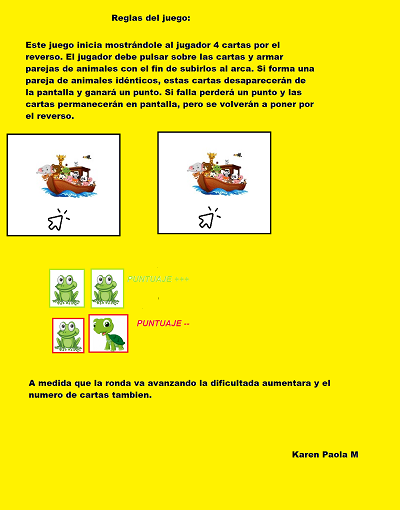 Reglas del juego:
Este juego inicia mostrándole al jugador 4 cartas por el
reverso. El jugador debe pulsar sobre las cartas y armar
parejas de animales con el fin de subirlos al arca. Si forma una
pareja de animales idénticos, estas cartas desaparecerán de
la pantalla y ganará un punto. Si falla perderá un punto y las
cartas permanecerán en pantalla, pero se volverán a poner por
el reverso.
PUNTUAJE +++
PUNTUAJE --
A medida que la ronda va avanzando la dificultada aumentara y el
numero de cartas tambien.
Karen Paola M